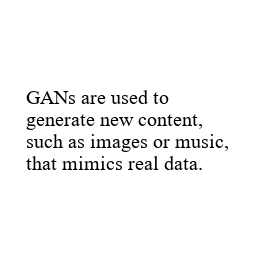 GANs are used to
generate new content,
such as images or music,
that mimics real data.